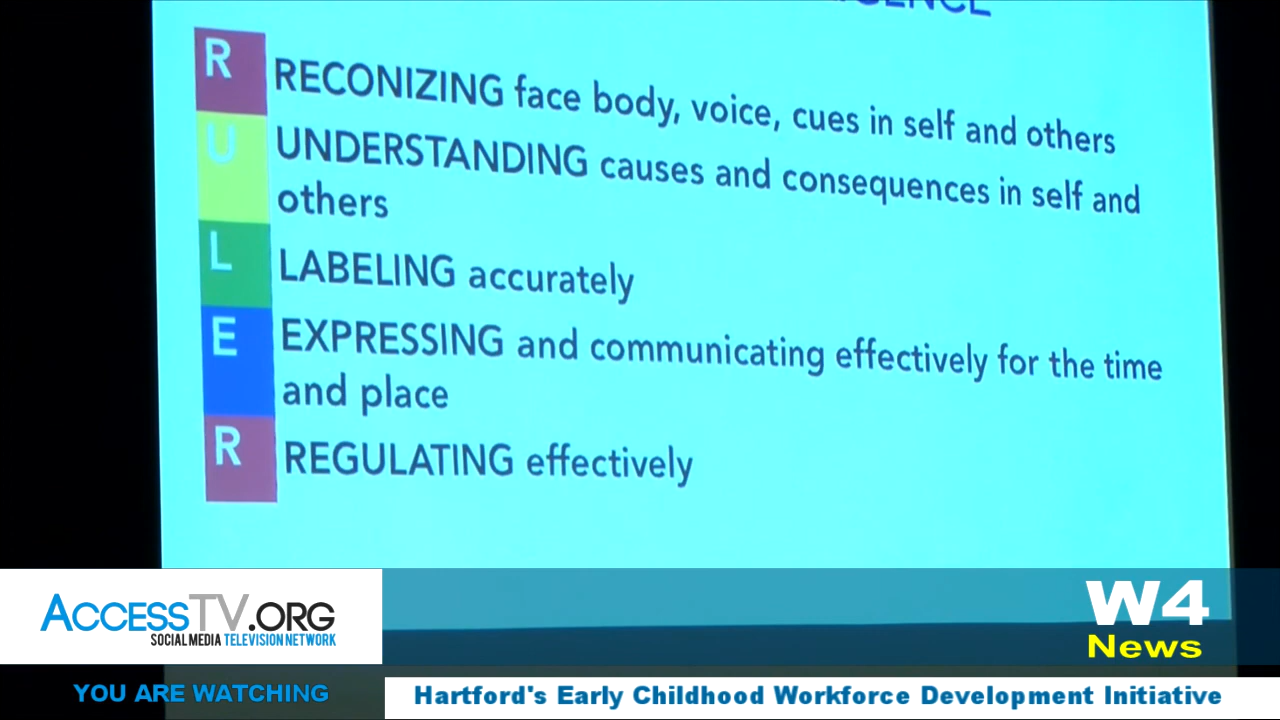 R RECONIZING face body, voice, cues in self and others
U UNDERSTANDING causes and consequences in self and
others
L LABELING accurately
E EXPRESSING and communicating effectively for the time
and place
R REGULATING effectively
ACCESSTV.ORG
SOCIAL MEDIA TELEVISION NETWORK
W4
News
YOU ARE WATCHING
Hartford's Early Childhood Workforce Development Initiative